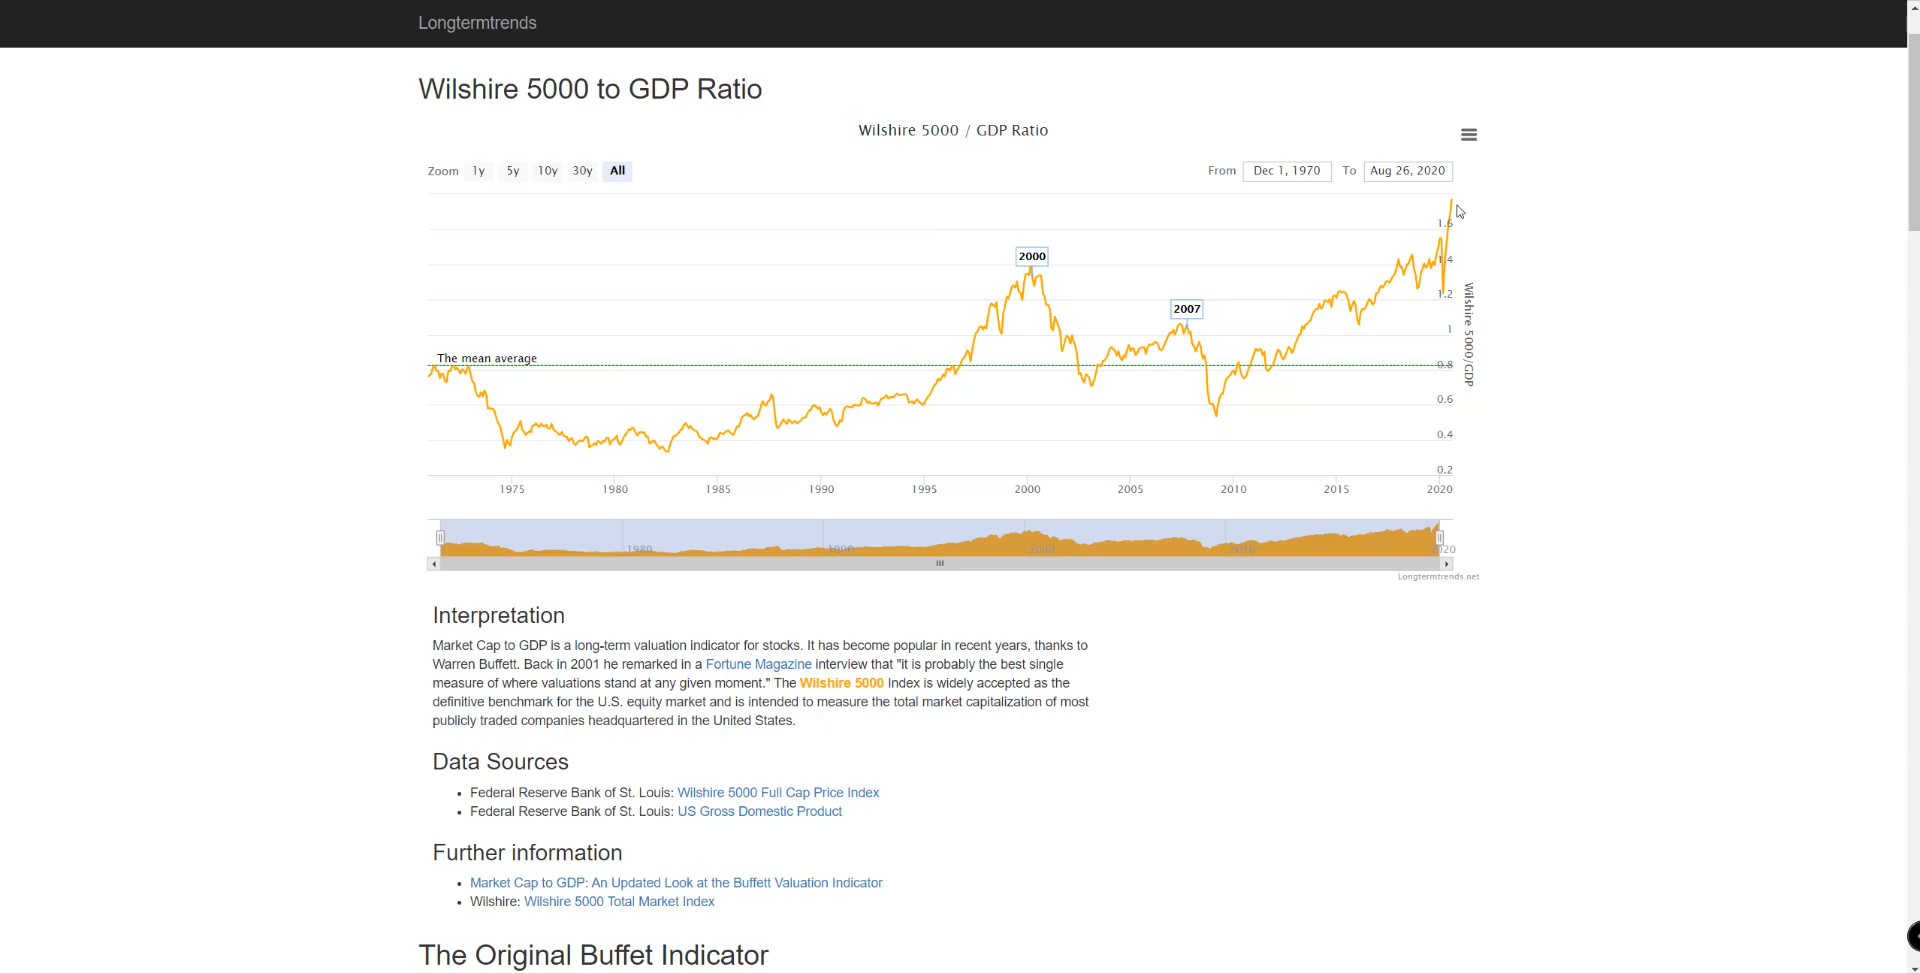 Longtermtrends
Wilshire 5000 to GDP Ratio
Wilshire 5000 / GDP Ratio
Zoom 1y 5y 10y 30y All From Dec 1, 1970 To Aug 26, 2020
1.6
2000
1.4
1.2
2007
1
The mean average
0.8
0.6
0.4
0.2
Wilshire 5000/GDP
1975 1980 1985 1990 1995 2000 2005 2010 2015 2020
1980 1990 2000 2010 2020
Longtermtrends.net
Interpretation
Market Cap to GDP is a long-term valuation indicator for stocks. It has become popular in recent years, thanks to
Warren Buffett. Back in 2001 he remarked in a Fortune Magazine interview that "it is probably the best single
measure of where valuations stand at any given moment." The Wilshire 5000 Index is widely accepted as the
definitive benchmark for the U.S. equity market and is intended to measure the total market capitalization of most
publicly traded companies headquartered in the United States.
Data Sources
• Federal Reserve Bank of St. Louis: Wilshire 5000 Full Cap Price Index
• Federal Reserve Bank of St. Louis: US Gross Domestic Product
Further information
• Market Cap to GDP: An Updated Look at the Buffett Valuation Indicator
• Wilshire: Wilshire 5000 Total Market Index
The Original Buffet Indicator